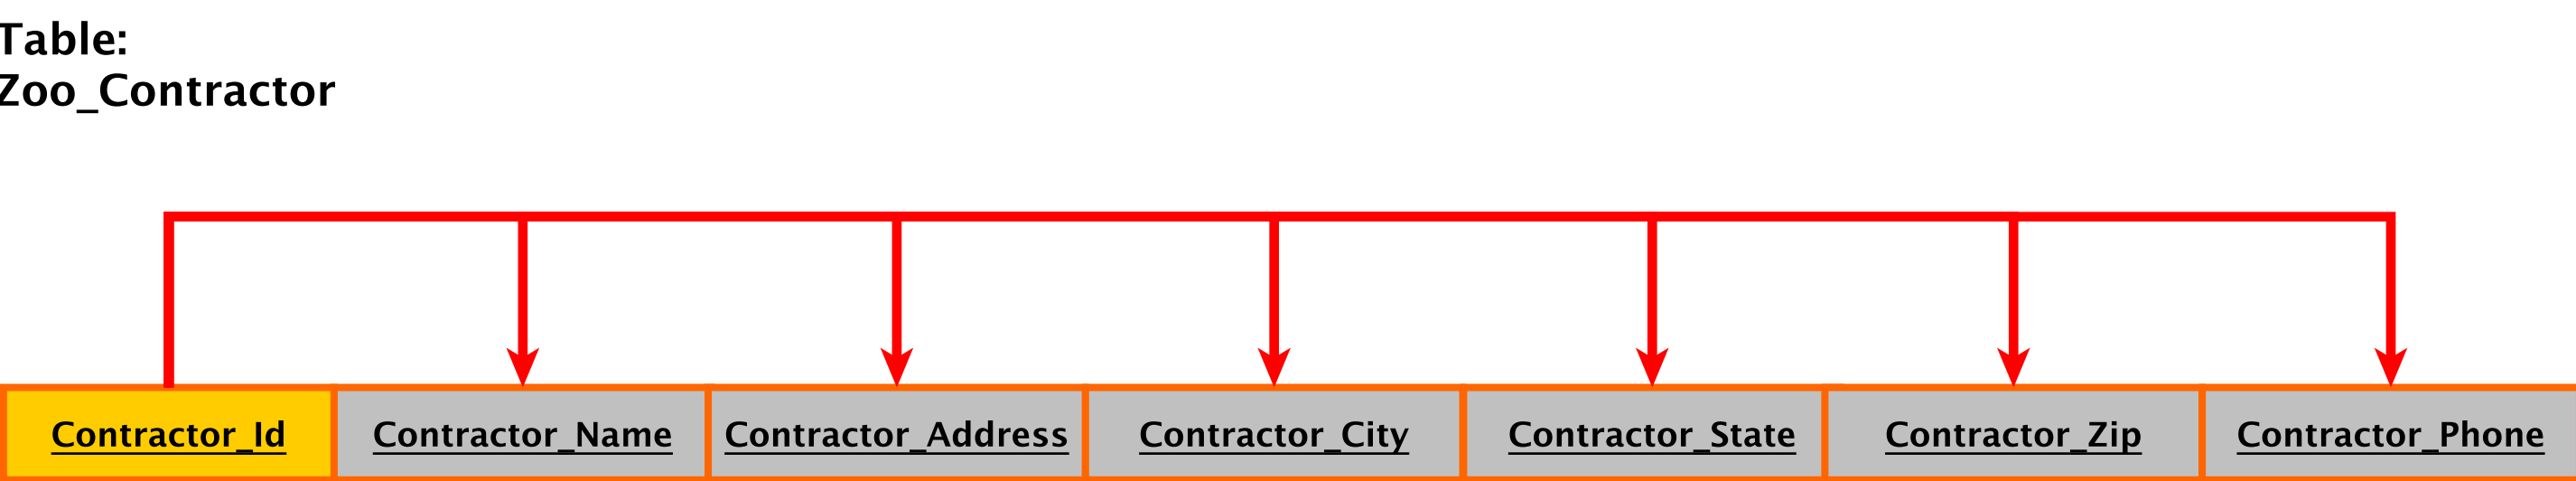 Table:
Zoo_Contractor
Contractor_Id Contractor_Name Contractor_Address Contractor_City Contractor_State Contractor_Zip Contractor_Phone